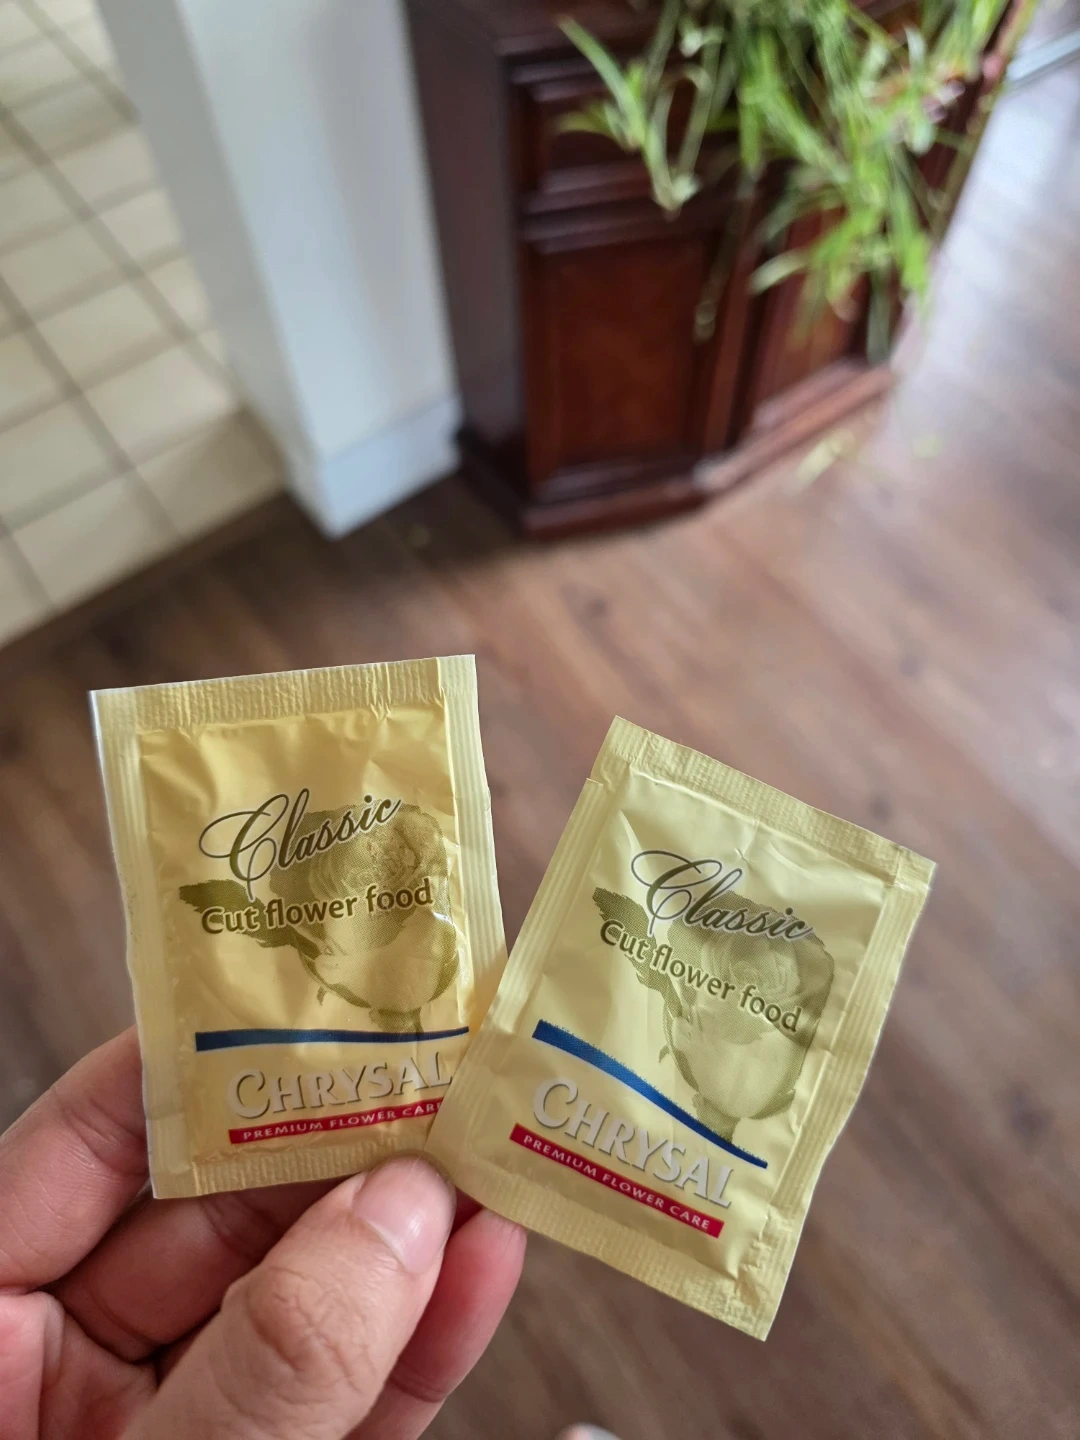 Classic
Cut flower food
CHRYSAL
PREMIUM FLOWER CARE
Classic
Cut flower food
CHRYSAL
PREMIUM FLOWER CARE